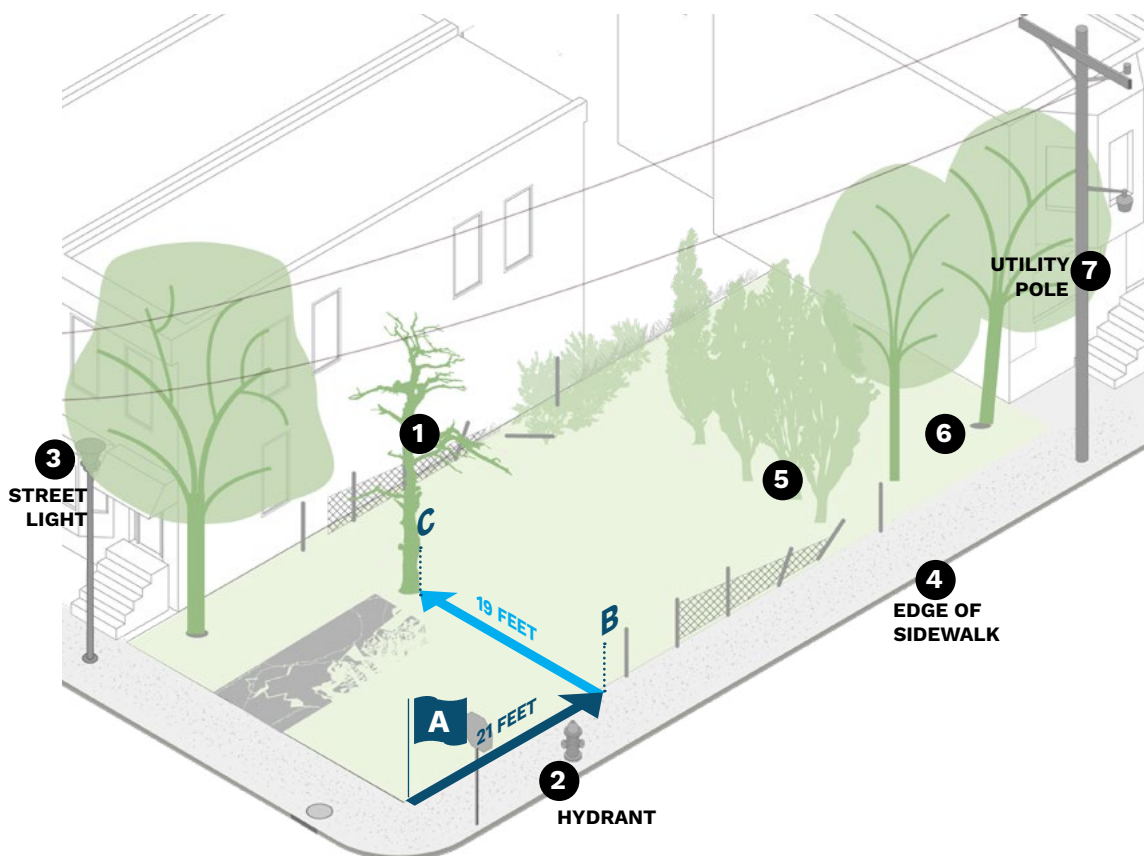 7
UTILITY
POLE
1
6
3
STREET
LIGHT
5
C
4
EDGE OF
SIDEWALK
19 FEET
B
A
21 FEET
2
HYDRANT